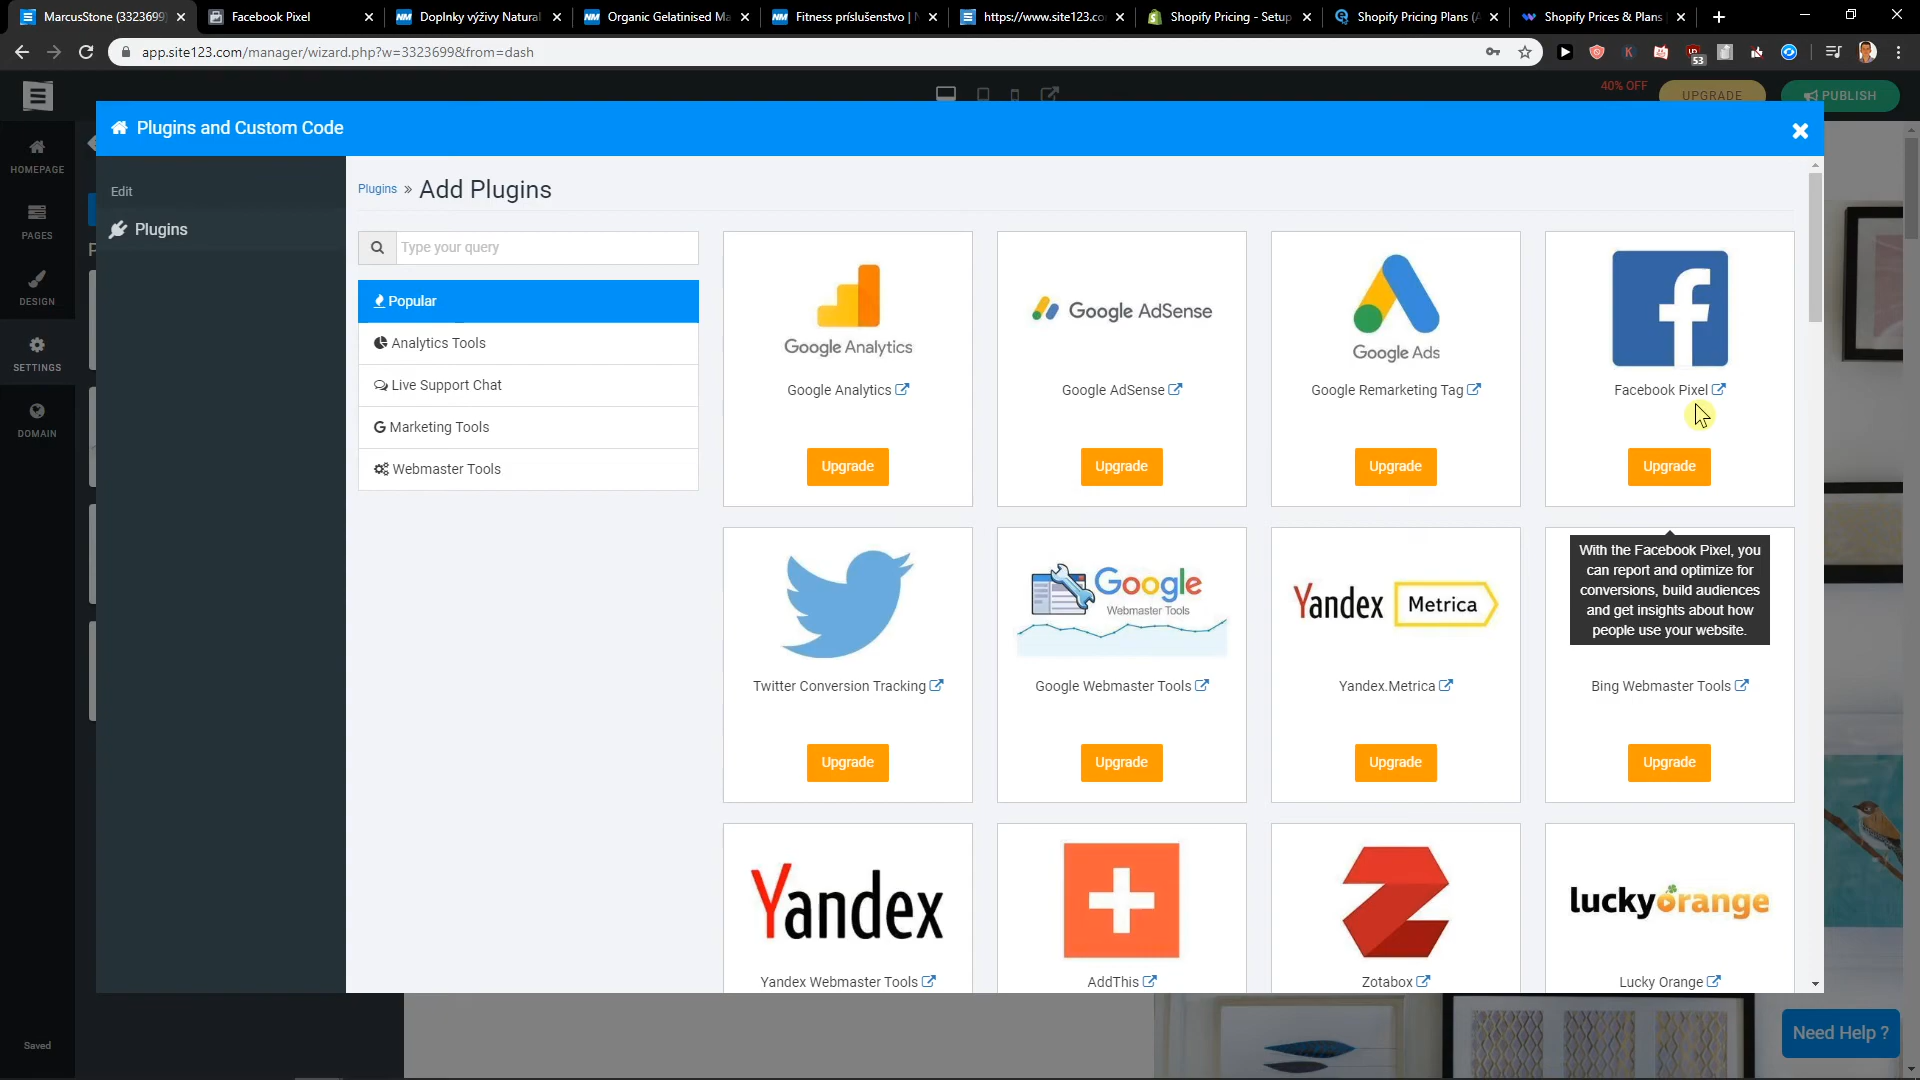 MarcusStone (3323699)
Facebook Pixel
Doplnky výživy Natural
Organic Gelatinised Ma
Fitness príslušenstvo |
https://www.site123.co
Shopify Pricing - Setup
Shopify Pricing Plans (
Shopify Prices & Plans
app.site123.com/manager/wizard.php?w=3323699&from=dash
53
40% OFF
UPGRADE
PUBLISH
HOMEPAGE
PAGES
DESIGN
SETTINGS
DOMAIN
Saved
Plugins and Custom Code
Edit
Plugins
Plugins » Add Plugins
Type your query
Popular
Analytics Tools
Live Support Chat
Marketing Tools
Webmaster Tools
Google Analytics
Google Analytics
Upgrade
Google AdSense
Google AdSense
Upgrade
Google Ads
Google Remarketing Tag
Upgrade
Facebook Pixel
Upgrade
Twitter Conversion Tracking
Upgrade
Google
Webmaster Tools
Google Webmaster Tools
Upgrade
Yandex Metrica
Yandex.Metrica
Upgrade
With the Facebook Pixel, you
can report and optimize for
conversions, build audiences
and get insights about how
people use your website.
Bing Webmaster Tools
Upgrade
Yandex
Yandex Webmaster Tools
AddThis
Zotabox
luckyorange
Lucky Orange
Need Help ?